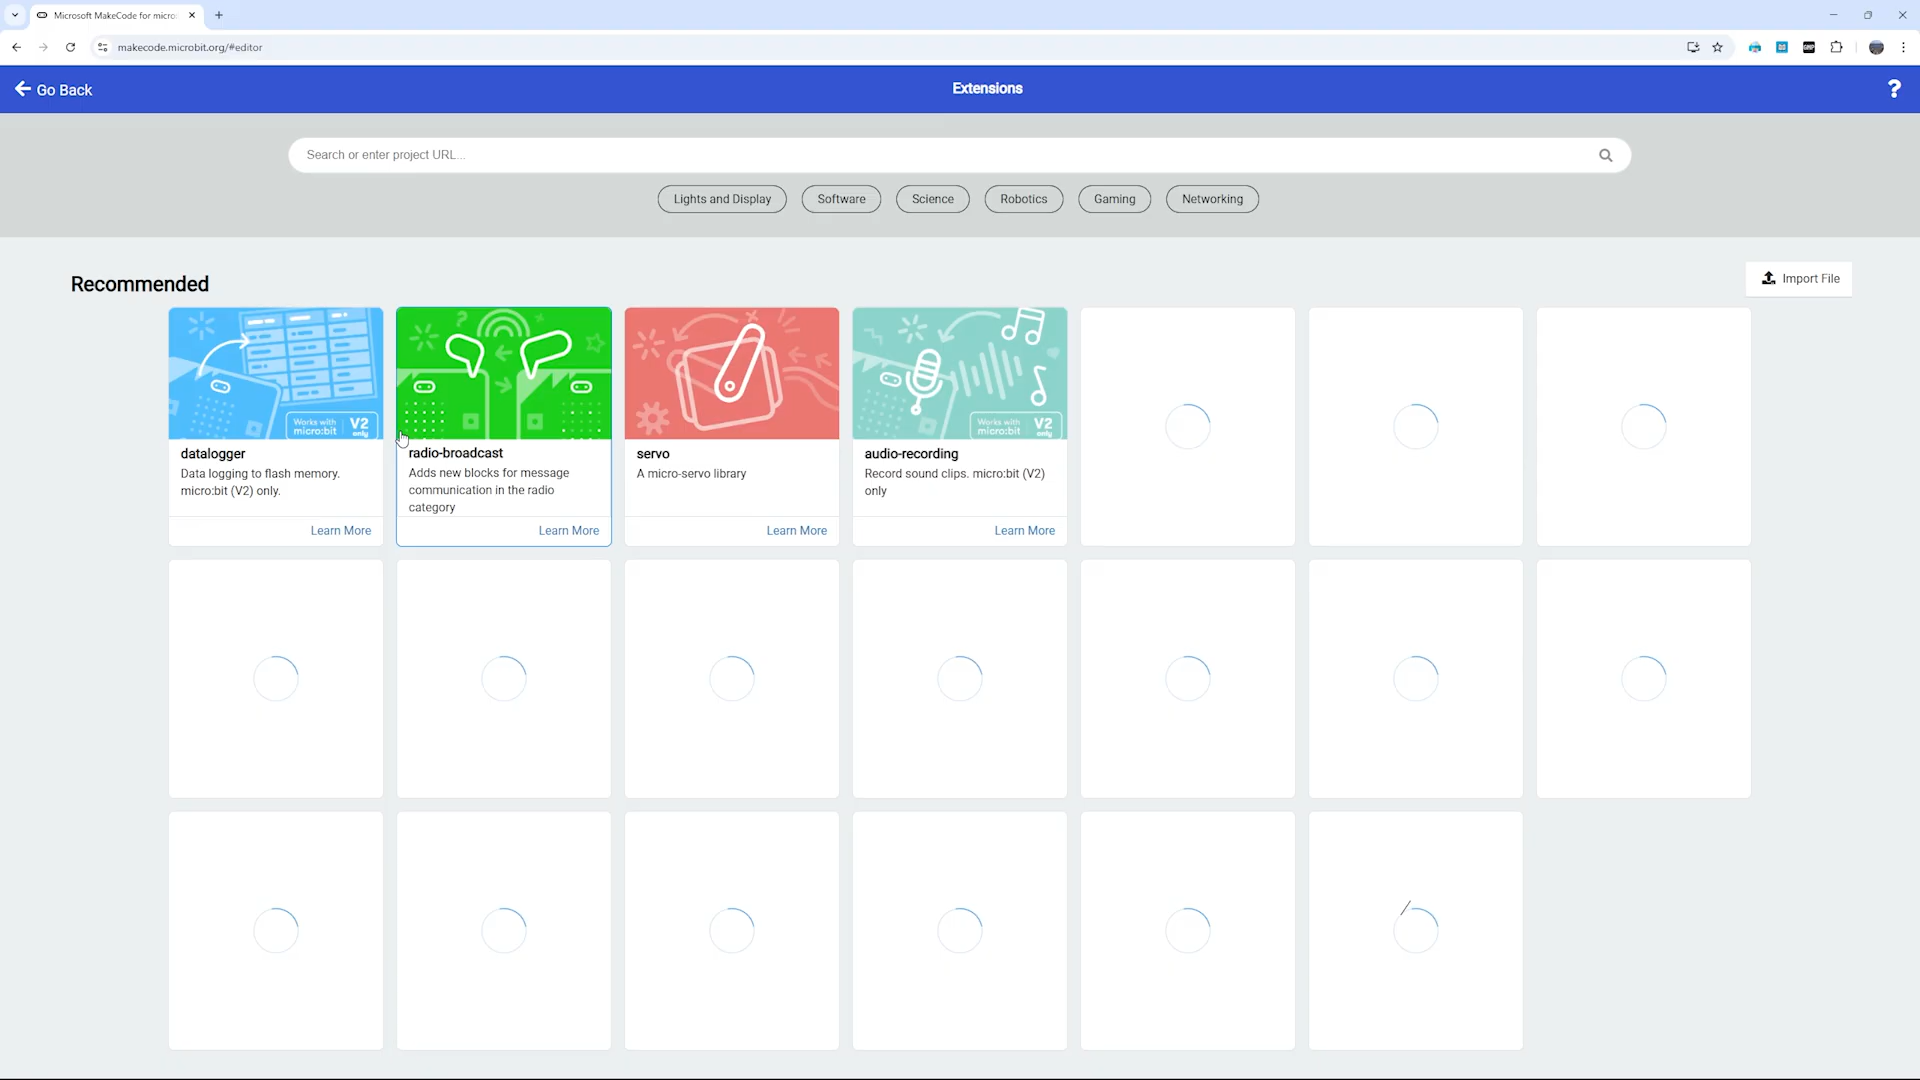 Microsoft MakeCode for micro:
makecode.microbit.org/#editor
Go Back
Extensions
?
Search or enter project URL...
Lights and Display
Software
Science
Robotics
Gaming
Networking
Recommended
Import File
Works with
micro:bit
V2
only
datalogger
Data logging to flash memory.
micro:bit (V2) only.
Learn More
radio-broadcast
Adds new blocks for message
communication in the radio
category
Learn More
servo
A micro-servo library
Learn More
Works with
micro:bit
V2
only
audio-recording
Record sound clips. micro:bit (V2)
only
Learn More